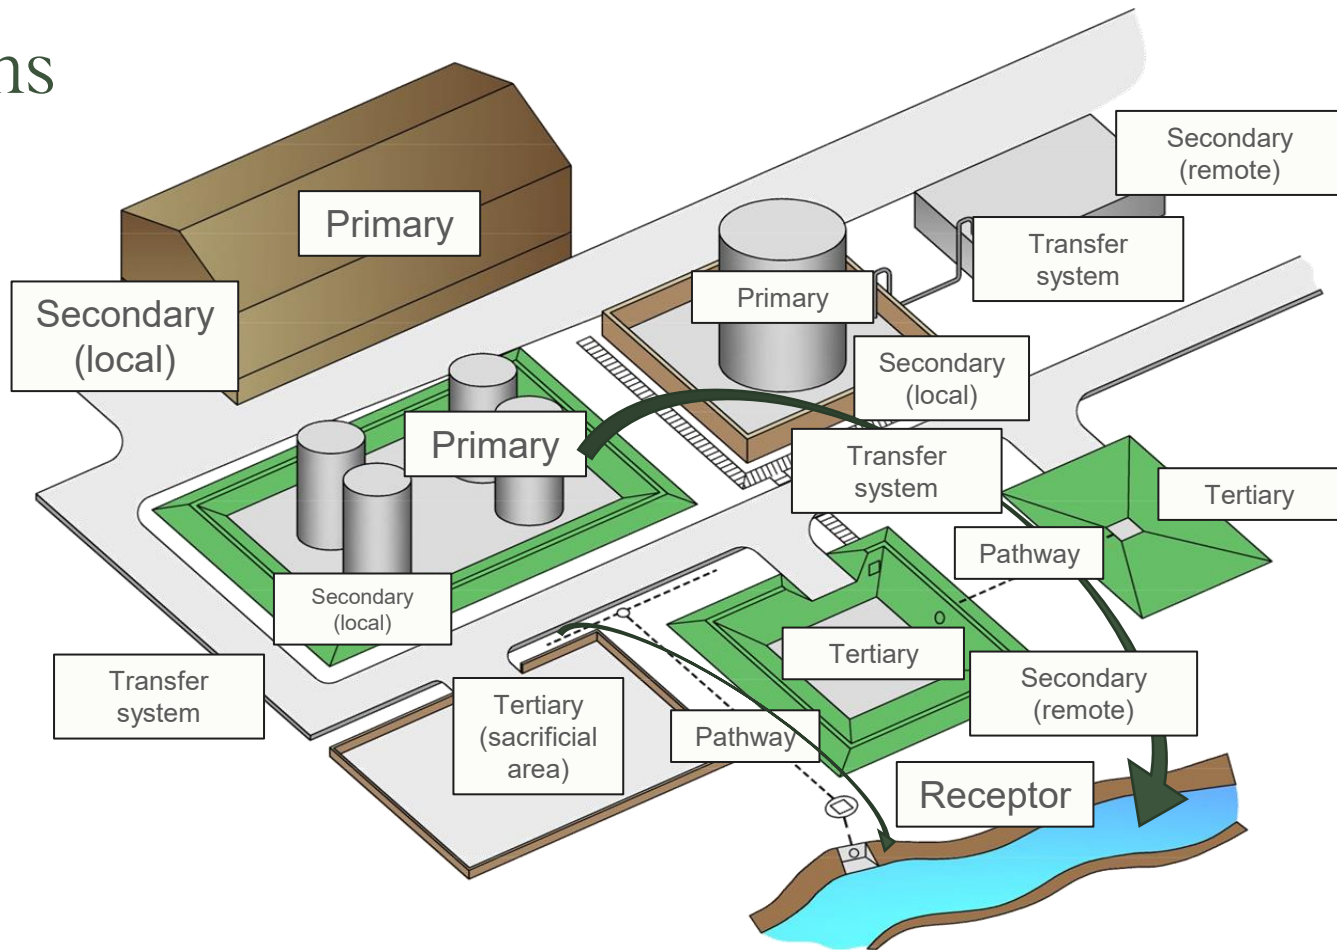 ns
Secondary
(remote)
Primary
Transfer
system
Primary
Secondary
(local)
Secondary
(local)
Primary
Transfer
system
Tertiary
Pathway
Secondary
(local)
Tertiary
Transfer
system
Secondary
(remote)
Tertiary
(sacrificial
area)
Pathway
Receptor